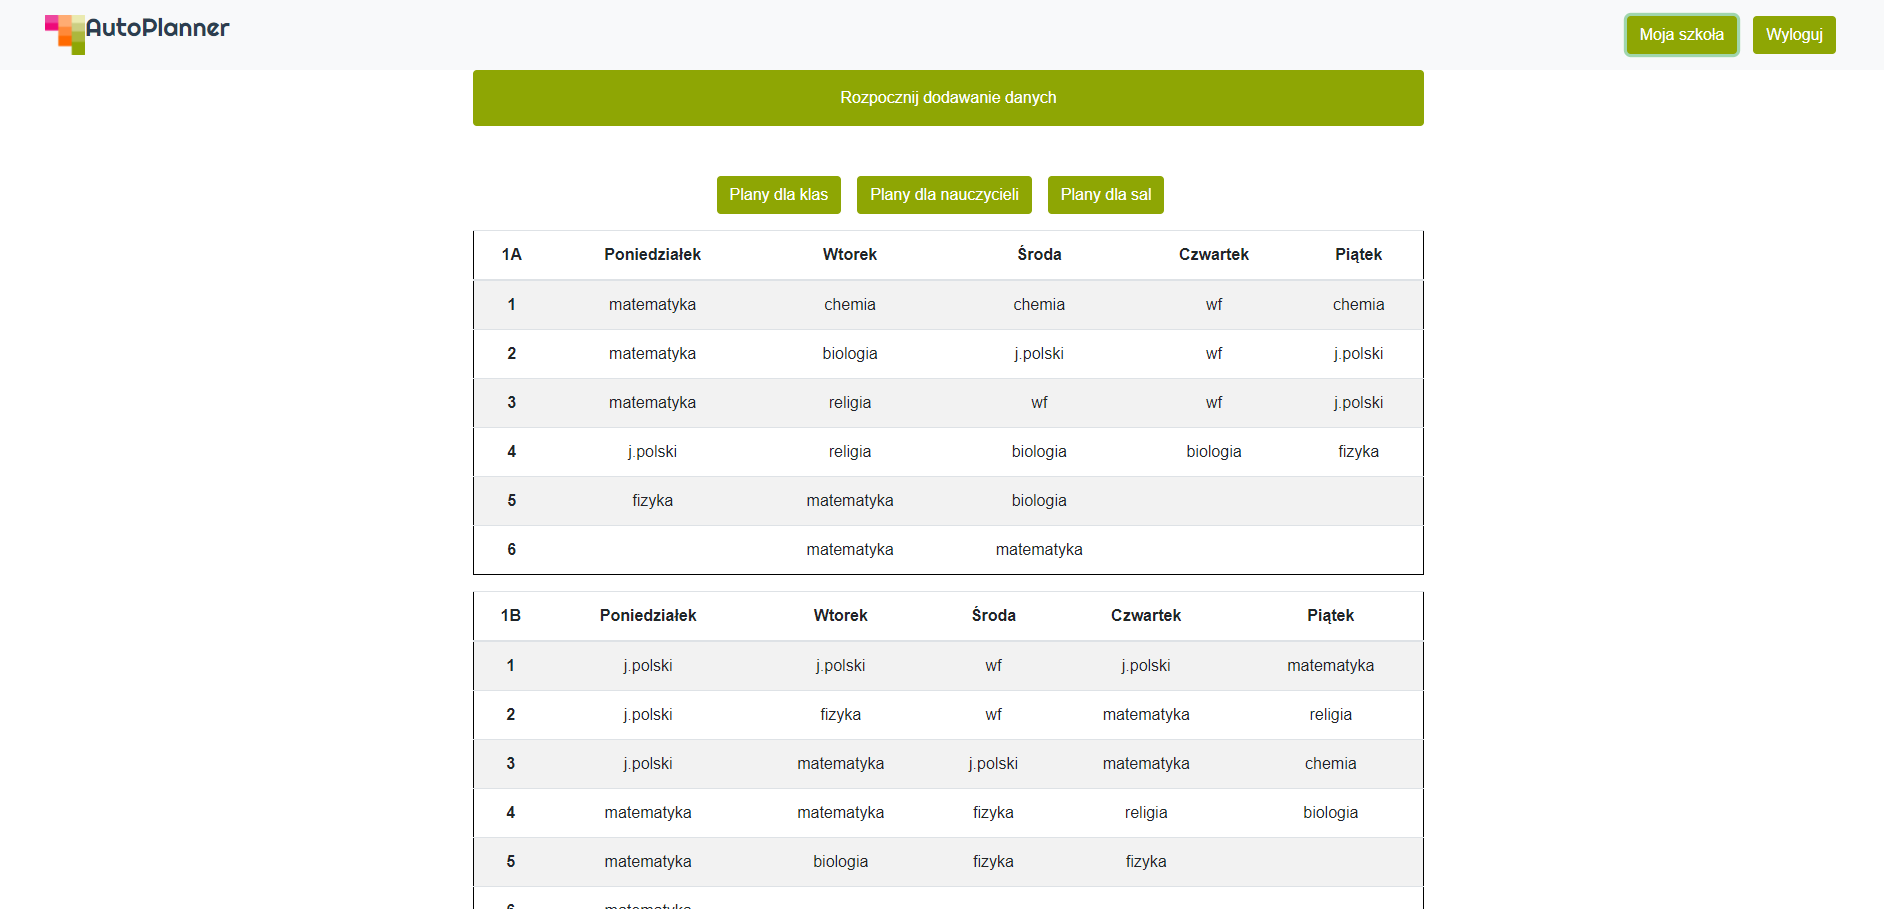 AutoPlanner
Moja szkoła Wyloguj
Rozpocznij dodawanie danych
Plany dla klas Plany dla nauczycieli Plany dla sal
1A Poniedziałek Wtorek Środa Czwartek Piątek
1 matematyka chemia chemia wf chemia
2 matematyka biologia j.polski wf j.polski
3 matematyka religia wf wf j.polski
4 j.polski religia biologia biologia fizyka
5 fizyka matematyka biologia
6 matematyka matematyka
1B Poniedziałek Wtorek Środa Czwartek Piątek
1 j.polski j.polski wf j.polski matematyka
2 j.polski fizyka wf matematyka religia
3 j.polski matematyka j.polski matematyka chemia
4 matematyka matematyka fizyka religia biologia
5 matematyka biologia fizyka fizyka
6 matematyka